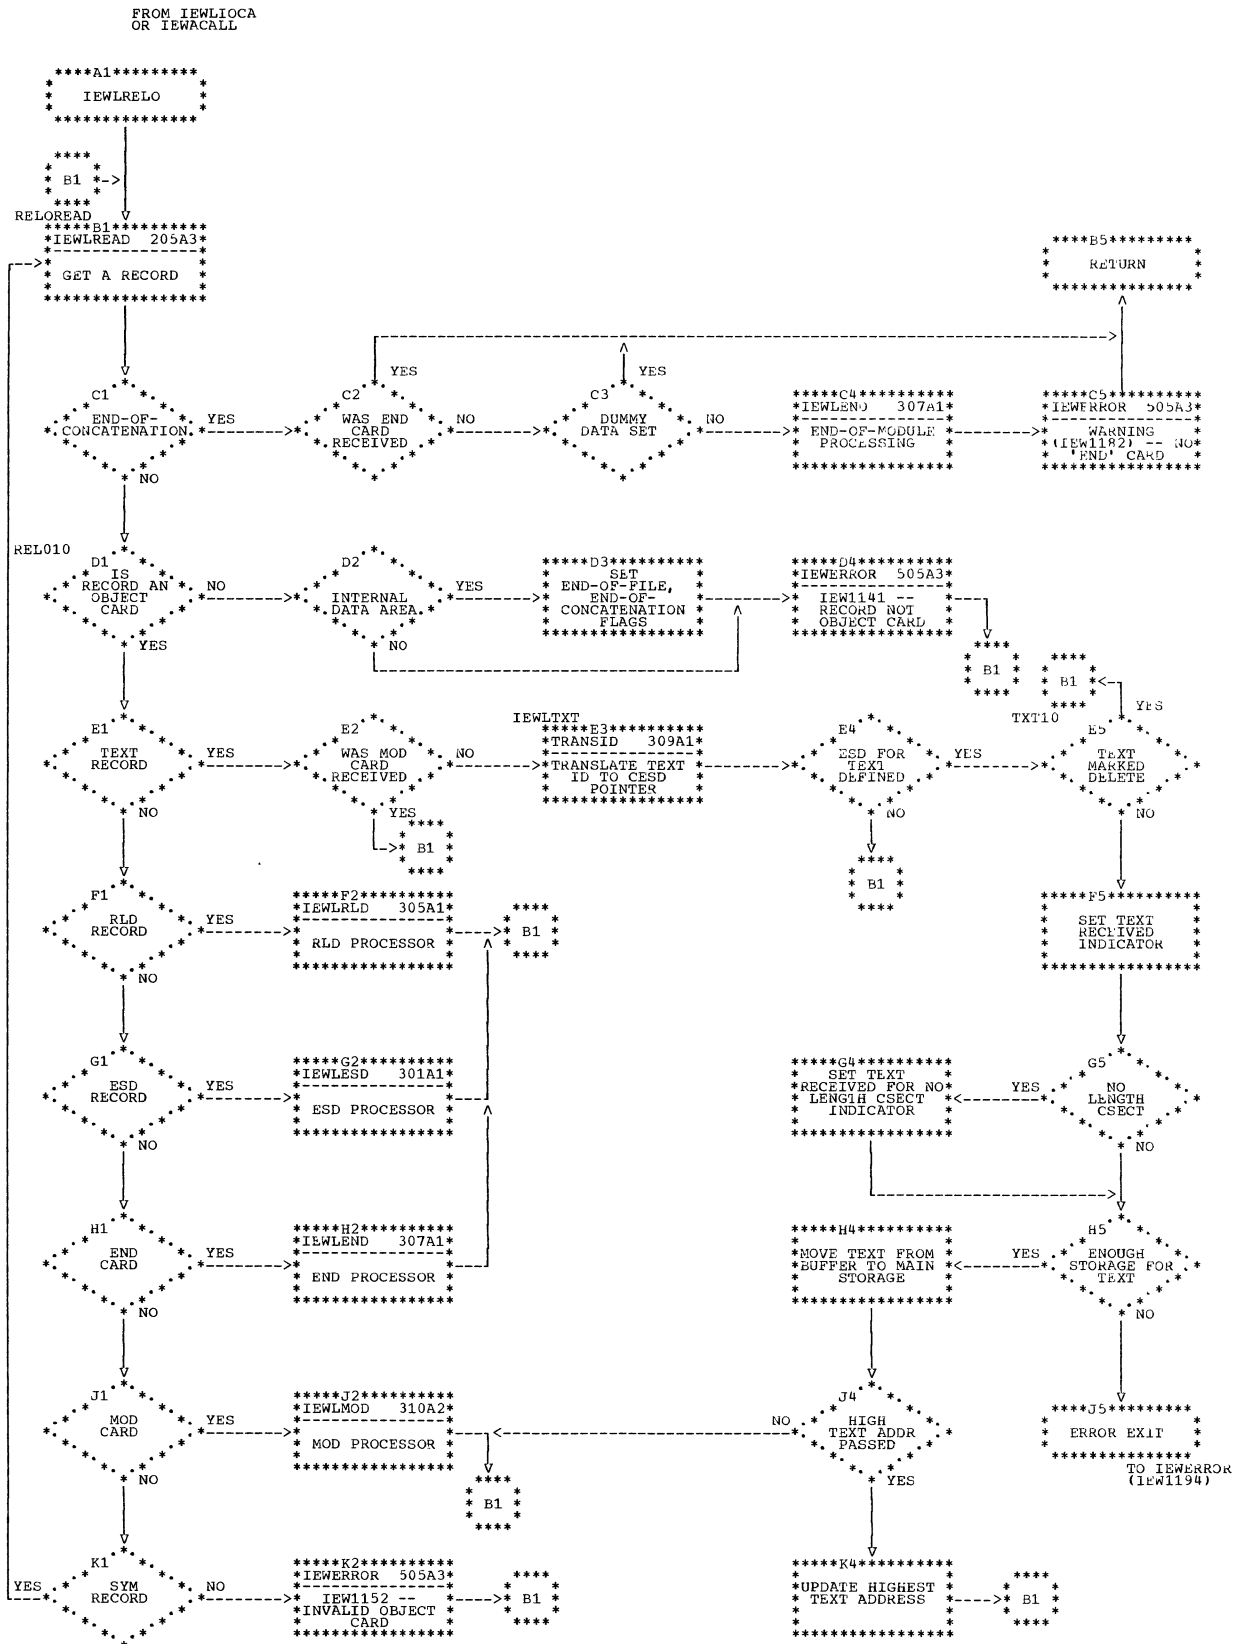 FROM IEWLIOCA
OR IEWACALL
A1
IEWLRELO
B1
RELOREAD
B1
IEWLREAD 205A3
GET A RECORD
B5
RETURN
C1
END-OF-
CONCATENATION
YES
NO
C2
WAS END
CARD
RECEIVED
YES
NO
C3
DUMMY
DATA SET
YES
NO
C4
IEWLEND 307A1
END-OF-MODULE
PROCESSING
C5
IEWERROR 505A3
WARNING
(IEW1182) -- NO
'END' CARD
REL010
D1
IS
RECORD AN
OBJECT
CARD
NO
YES
D2
INTERNAL
DATA AREA
YES
NO
D3
SET
END-OF-FILE,
END-OF-
CONCATENATION
FLAGS
D4
IEWERROR 505A3
IEW1141 --
RECORD NOT
OBJECT CARD
B1
B1
E1
TEXT
RECORD
YES
NO
E2
WAS MOD
CARD
RECEIVED
NO
YES
B1
IEWLTXT
E3
TRANSID 309A1
TRANSLATE TEXT
ID TO CESD
POINTER
E4
ESD FOR
TEXT
DEFINED
YES
NO
B1
TXT10
E5
TEXT
MARKED
DELETE
YES
NO
F1
RLD
RECORD
YES
NO
F2
IEWLRLD 305A1
RLD PROCESSOR
B1
F5
SET TEXT
RECEIVED
INDICATOR
G1
ESD
RECORD
YES
NO
G2
IEWLESD 301A1
ESD PROCESSOR
G4
SET TEXT
RECEIVED FOR NO
LENGTH CSECT
INDICATOR
G5
NO
LENGTH
CSECT
YES
NO
H1
END
CARD
YES
NO
H2
IEWLEND 307A1
END PROCESSOR
H4
MOVE TEXT FROM
BUFFER TO MAIN
STORAGE
H5
ENOUGH
STORAGE FOR
TEXT
YES
NO
J1
MOD
CARD
YES
NO
J2
IEWLMOD 310A2
MOD PROCESSOR
B1
J4
HIGH
TEXT ADDR
PASSED
NO
YES
J5
ERROR EXIT
TO IEWERROR
(IEW1194)
K1
SYM
RECORD
YES
NO
K2
IEWERROR 505A3
IEW1152 --
INVALID OBJECT
CARD
B1
K4
UPDATE HIGHEST
TEXT ADDRESS
B1